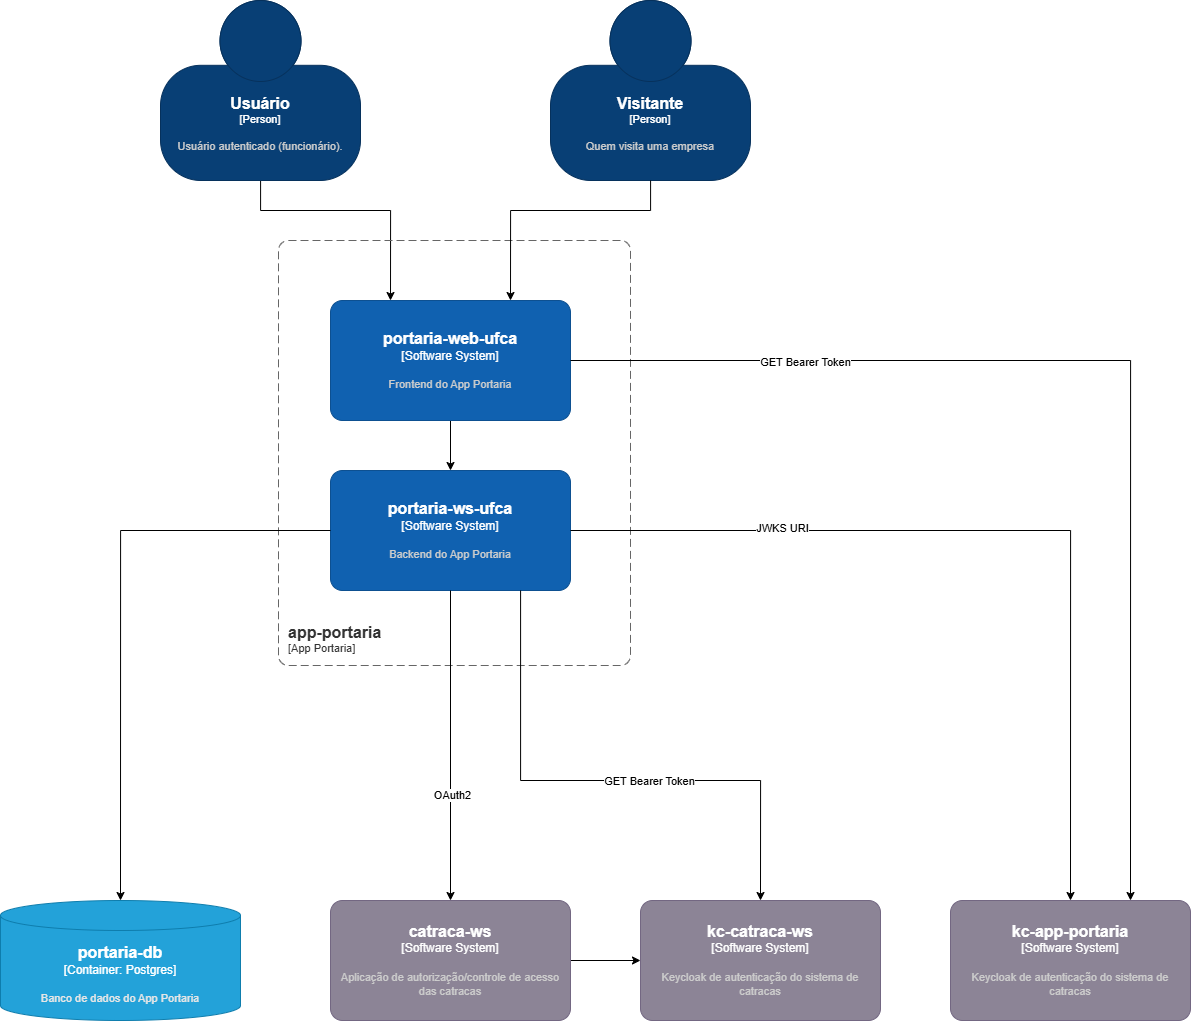 Usuário
[Person]
Usuário autenticado (funcionário).
Visitante
[Person]
Quem visita uma empresa
portaria-web-ufca
[Software System]
Frontend do App Portaria
GET Bearer Token
portaria-ws-ufca
[Software System]
Backend do App Portaria
JWKS URI
app-portaria
[App Portaria]
GET Bearer Token
OAuth2
portaria-db
[Container: Postgres]
Banco de dados do App Portaria
catraca-ws
[Software System]
Aplicação de autorização/controle de acesso
das catracas
kc-catraca-ws
[Software System]
Keycloak de autenticação do sistema de
catracas
kc-app-portaria
[Software System]
Keycloak de autenticação do sistema de
catracas